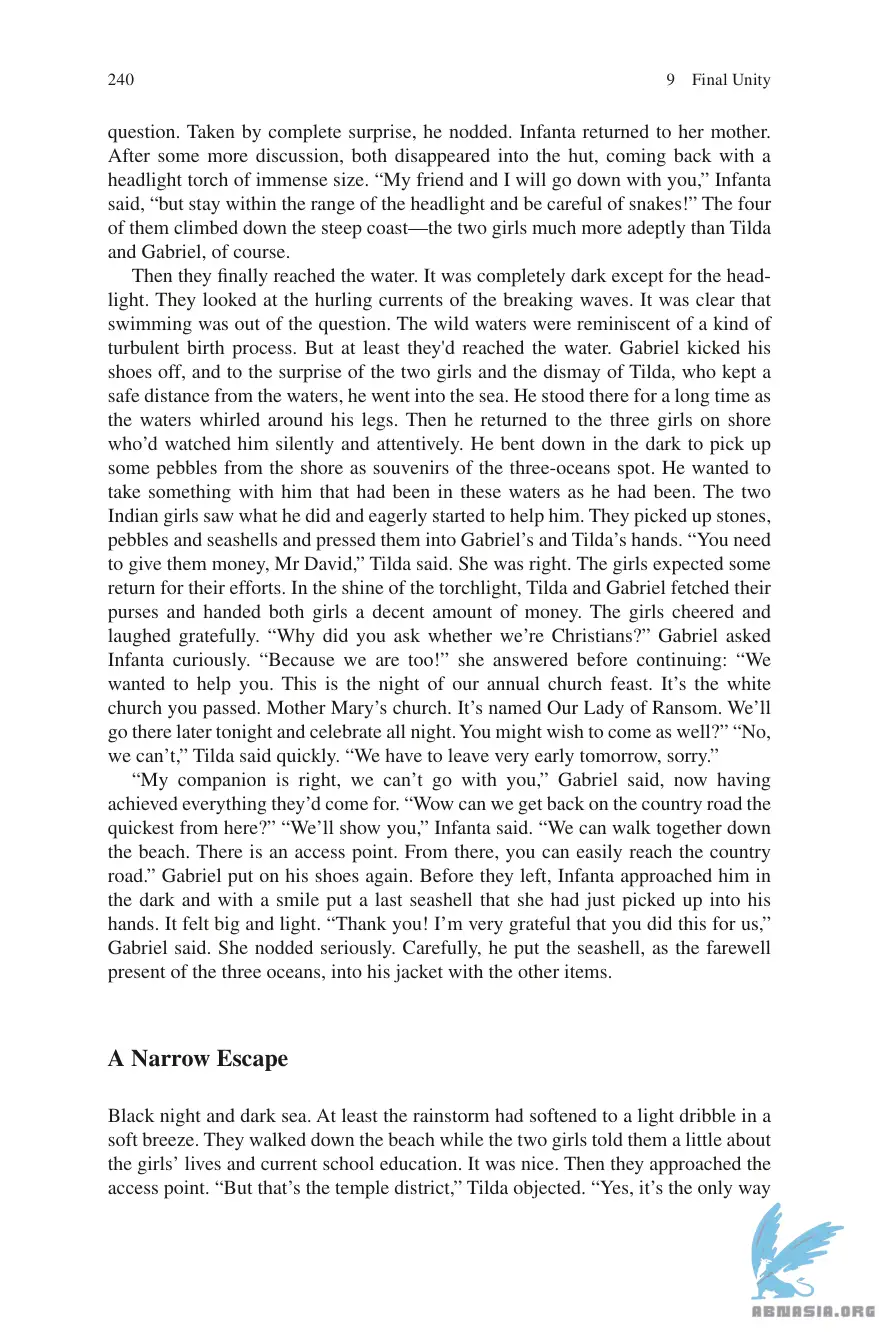 240 9 Final Unity
question. Taken by complete surprise, he nodded. Infanta returned to her mother.
After some more discussion, both disappeared into the hut, coming back with a
headlight torch of immense size. “My friend and I will go down with you,” Infanta
said, “but stay within the range of the headlight and be careful of snakes!” The four
of them climbed down the steep coast—the two girls much more adeptly than Tilda
and Gabriel, of course.
Then they finally reached the water. It was completely dark except for the head-
light. They looked at the hurling currents of the breaking waves. It was clear that
swimming was out of the question. The wild waters were reminiscent of a kind of
turbulent birth process. But at least they'd reached the water. Gabriel kicked his
shoes off, and to the surprise of the two girls and the dismay of Tilda, who kept a
safe distance from the waters, he went into the sea. He stood there for a long time as
the waters whirled around his legs. Then he returned to the three girls on shore
who’d watched him silently and attentively. He bent down in the dark to pick up
some pebbles from the shore as souvenirs of the three-oceans spot. He wanted to
take something with him that had been in these waters as he had been. The two
Indian girls saw what he did and eagerly started to help him. They picked up stones,
pebbles and seashells and pressed them into Gabriel’s and Tilda’s hands. “You need
to give them money, Mr David,” Tilda said. She was right. The girls expected some
return for their efforts. In the shine of the torchlight, Tilda and Gabriel fetched their
purses and handed both girls a decent amount of money. The girls cheered and
laughed gratefully. “Why did you ask whether we’re Christians?” Gabriel asked
Infanta curiously. “Because we are too!” she answered before continuing: “We
wanted to help you. This is the night of our annual church feast. It’s the white
church you passed. Mother Mary’s church. It’s named Our Lady of Ransom. We’ll
go there later tonight and celebrate all night. You might wish to come as well?” “No,
we can’t,” Tilda said quickly. “We have to leave very early tomorrow, sorry.”
“My companion is right, we can’t go with you,” Gabriel said, now having
achieved everything they’d come for. “Wow can we get back on the country road the
quickest from here?” “We’ll show you,” Infanta said. “We can walk together down
the beach. There is an access point. From there, you can easily reach the country
road.” Gabriel put on his shoes again. Before they left, Infanta approached him in
the dark and with a smile put a last seashell that she had just picked up into his
hands. It felt big and light. “Thank you! I’m very grateful that you did this for us,”
Gabriel said. She nodded seriously. Carefully, he put the seashell, as the farewell
present of the three oceans, into his jacket with the other items.
A Narrow Escape
Black night and dark sea. At least the rainstorm had softened to a light dribble in a
soft breeze. They walked down the beach while the two girls told them a little about
the girls’ lives and current school education. It was nice. Then they approached the
access point. “But that’s the temple district,” Tilda objected. “Yes, it’s the only way
ABNASIA.ORG